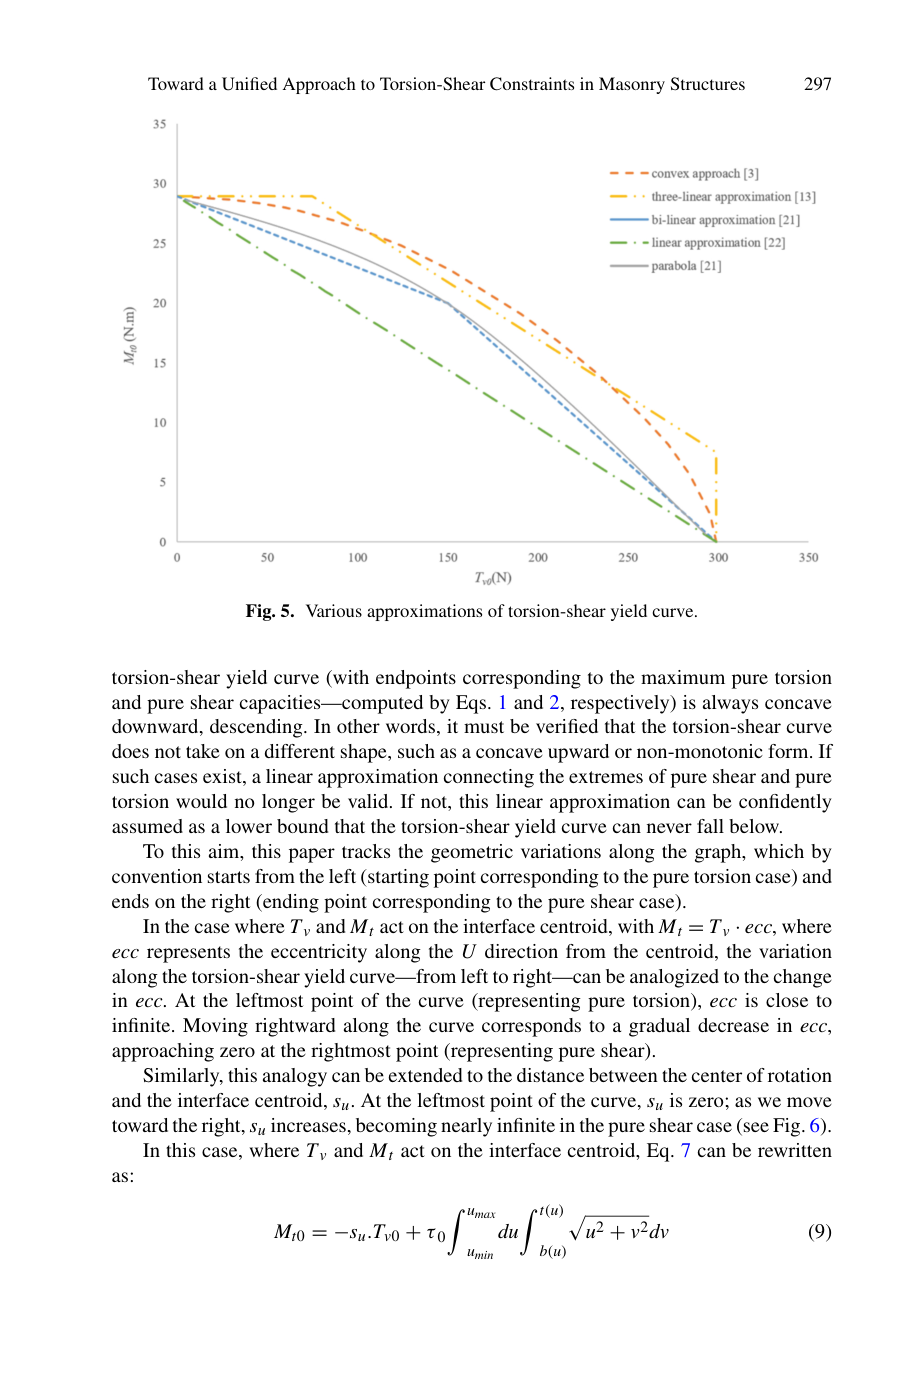 Toward a Unified Approach to Torsion-Shear Constraints in Masonry Structures 297
35
30
25
20
15
10
5
0
M_t0 (N.m)
convex approach [3]
three-linear approximation [13]
bi-linear approximation [21]
linear approximation [22]
parabola [21]
0 50 100 150 200 250 300 350
T_v0(N)
Fig. 5. Various approximations of torsion-shear yield curve.
torsion-shear yield curve (with endpoints corresponding to the maximum pure torsion
and pure shear capacities—computed by Eqs. 1 and 2, respectively) is always concave
downward, descending. In other words, it must be verified that the torsion-shear curve
does not take on a different shape, such as a concave upward or non-monotonic form. If
such cases exist, a linear approximation connecting the extremes of pure shear and pure
torsion would no longer be valid. If not, this linear approximation can be confidently
assumed as a lower bound that the torsion-shear yield curve can never fall below.
To this aim, this paper tracks the geometric variations along the graph, which by
convention starts from the left (starting point corresponding to the pure torsion case) and
ends on the right (ending point corresponding to the pure shear case).
In the case where T_v and M_t act on the interface centroid, with M_t = T_v · ecc, where
ecc represents the eccentricity along the U direction from the centroid, the variation
along the torsion-shear yield curve—from left to right—can be analogized to the change
in ecc. At the leftmost point of the curve (representing pure torsion), ecc is close to
infinite. Moving rightward along the curve corresponds to a gradual decrease in ecc,
approaching zero at the rightmost point (representing pure shear).
Similarly, this analogy can be extended to the distance between the center of rotation
and the interface centroid, s_u. At the leftmost point of the curve, s_u is zero; as we move
toward the right, s_u increases, becoming nearly infinite in the pure shear case (see Fig. 6).
In this case, where T_v and M_t act on the interface centroid, Eq. 7 can be rewritten
as:
M_t0 = −s_u.T_v0 + τ_0 ∫_{u_min}^{u_max} du ∫_{b(u)}^{t(u)} √(u² + v²)dv (9)